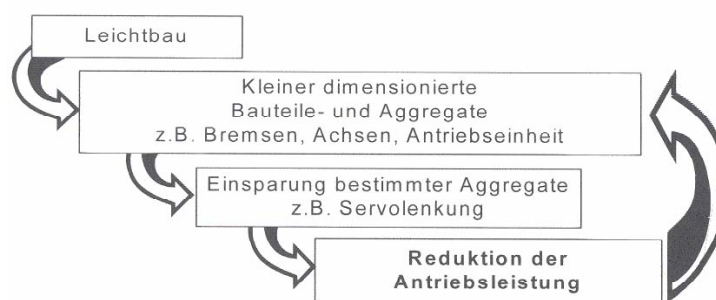 Leichtbau
Kleiner dimensionierte
Bauteile- und Aggregate
z.B. Bremsen, Achsen, Antriebseinheit
Einsparung bestimmter Aggregate
z.B. Servolenkung
Reduktion der
Antriebsleistung